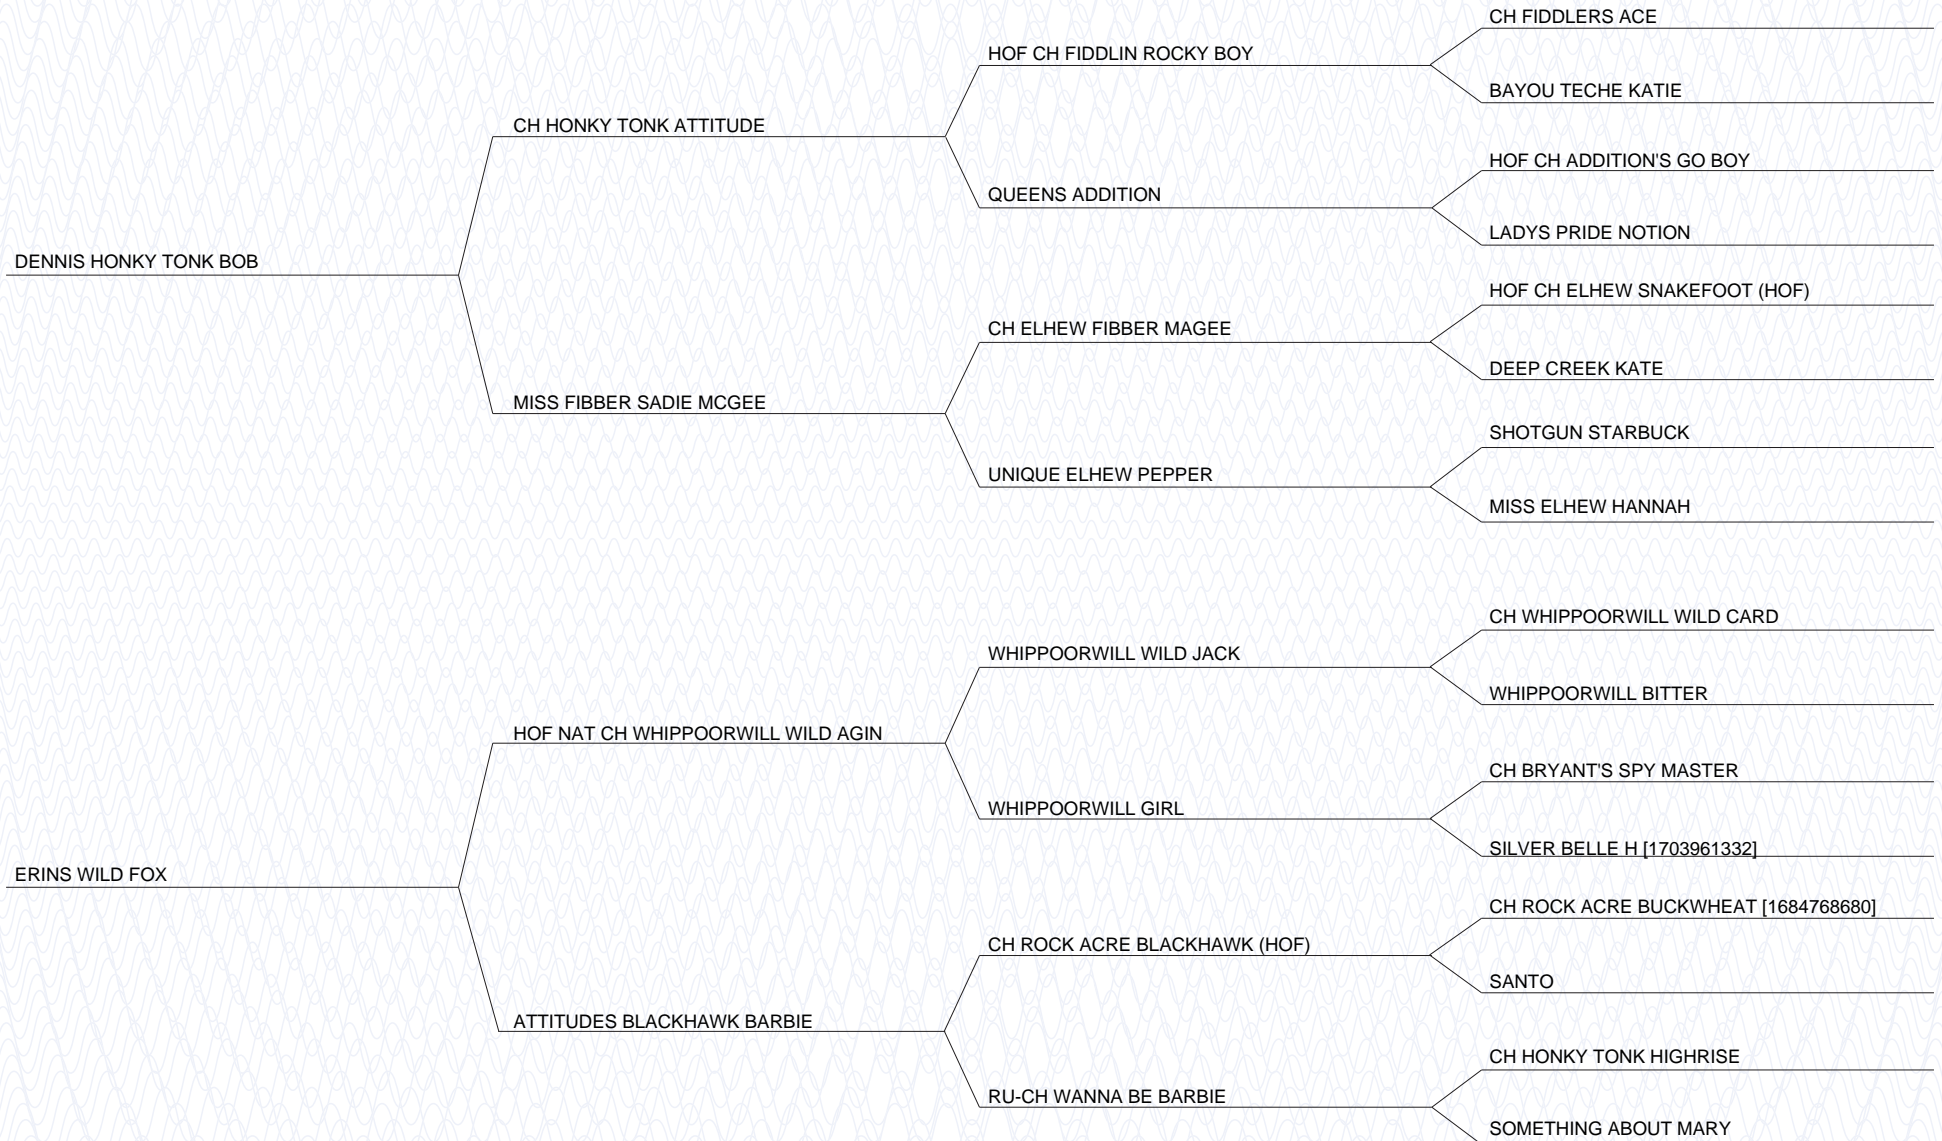 CH FIDDLERS ACE
HOF CH FIDDLIN ROCKY BOY
BAYOU TECHE KATIE
CH HONKY TONK ATTITUDE
HOF CH ADDITION'S GO BOY
QUEENS ADDITION
LADYS PRIDE NOTION
DENNIS HONKY TONK BOB
HOF CH ELHEW SNAKEFOOT (HOF)
CH ELHEW FIBBER MAGEE
DEEP CREEK KATE
MISS FIBBER SADIE MCGEE
SHOTGUN STARBUCK
UNIQUE ELHEW PEPPER
MISS ELHEW HANNAH
CH WHIPPOORWILL WILD CARD
WHIPPOORWILL WILD JACK
WHIPPOORWILL BITTER
HOF NAT CH WHIPPOORWILL WILD AGIN
CH BRYANT'S SPY MASTER
WHIPPOORWILL GIRL
SILVER BELLE H [1703961332]
ERINS WILD FOX
CH ROCK ACRE BUCKWHEAT [1684768680]
CH ROCK ACRE BLACKHAWK (HOF)
SANTO
ATTITUDES BLACKHAWK BARBIE
CH HONKY TONK HIGHRISE
RU-CH WANNA BE BARBIE
SOMETHING ABOUT MARY